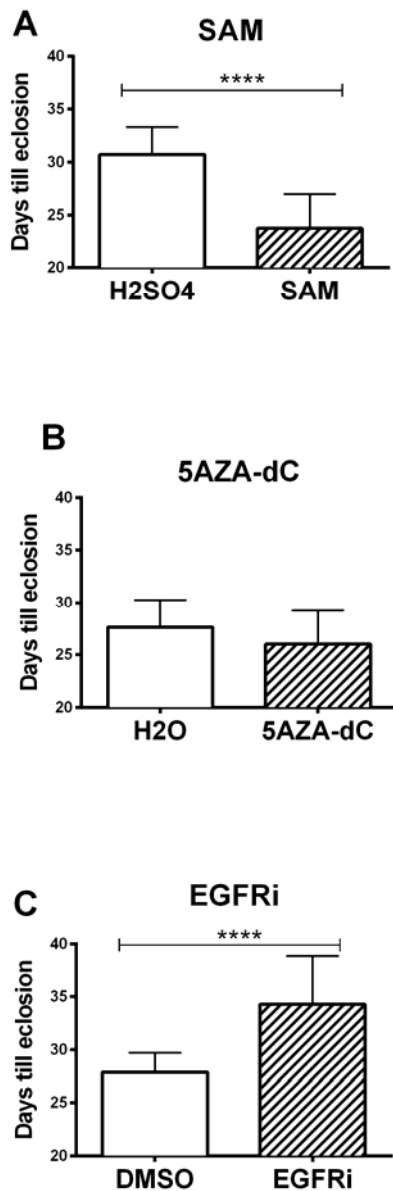 A
SAM
Days till eclosion
40
35
30
25
20
****
H2SO4 SAM
B
5AZA-dC
Days till eclosion
40
35
30
25
20
H2O 5AZA-dC
C
EGFRi
Days till eclosion
40
35
30
25
20
****
DMSO EGFRi